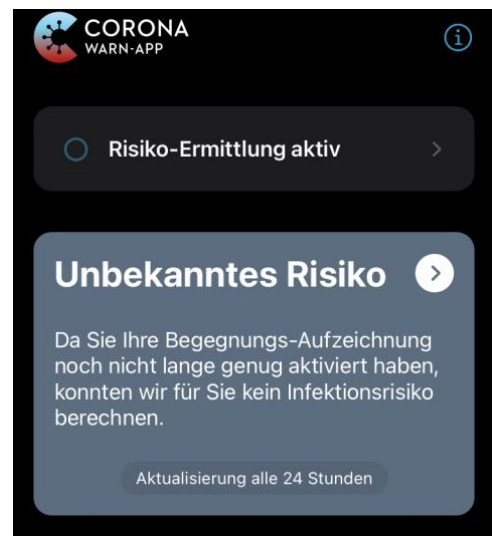 CORONA
WARN-APP
Risiko-Ermittlung aktiv
Unbekanntes Risiko
Da Sie Ihre Begegnungs-Aufzeichnung
noch nicht lange genug aktiviert haben,
konnten wir für Sie kein Infektionsrisiko
berechnen.
Aktualisierung alle 24 Stunden